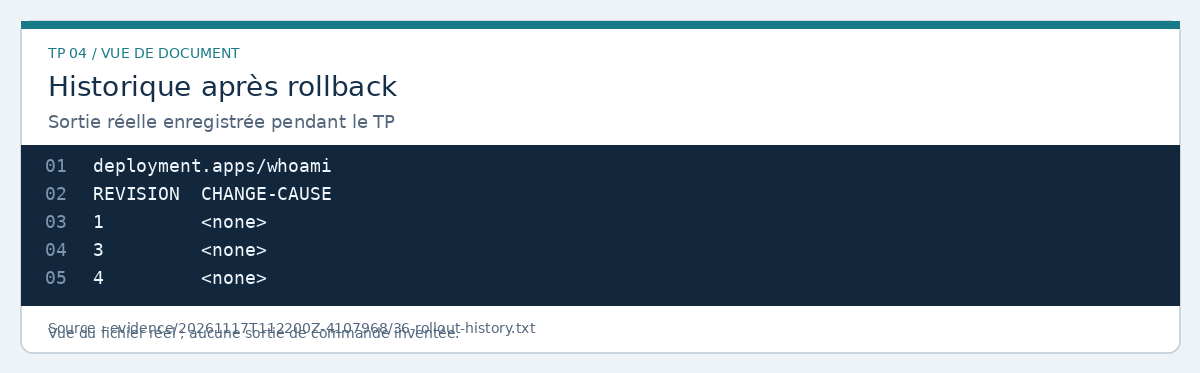 TP 04 / VUE DE DOCUMENT
Historique après rollback
Sortie réelle enregistrée pendant le TP
01 deployment.apps/whoami
02 REVISION  CHANGE-CAUSE
03 1         <none>
04 3         <none>
05 4         <none>
Source : evidence/20261117T112200Z-4107968/36-rollout-history.txt
Vue du fichier réel ; aucune sortie de commande inventée.